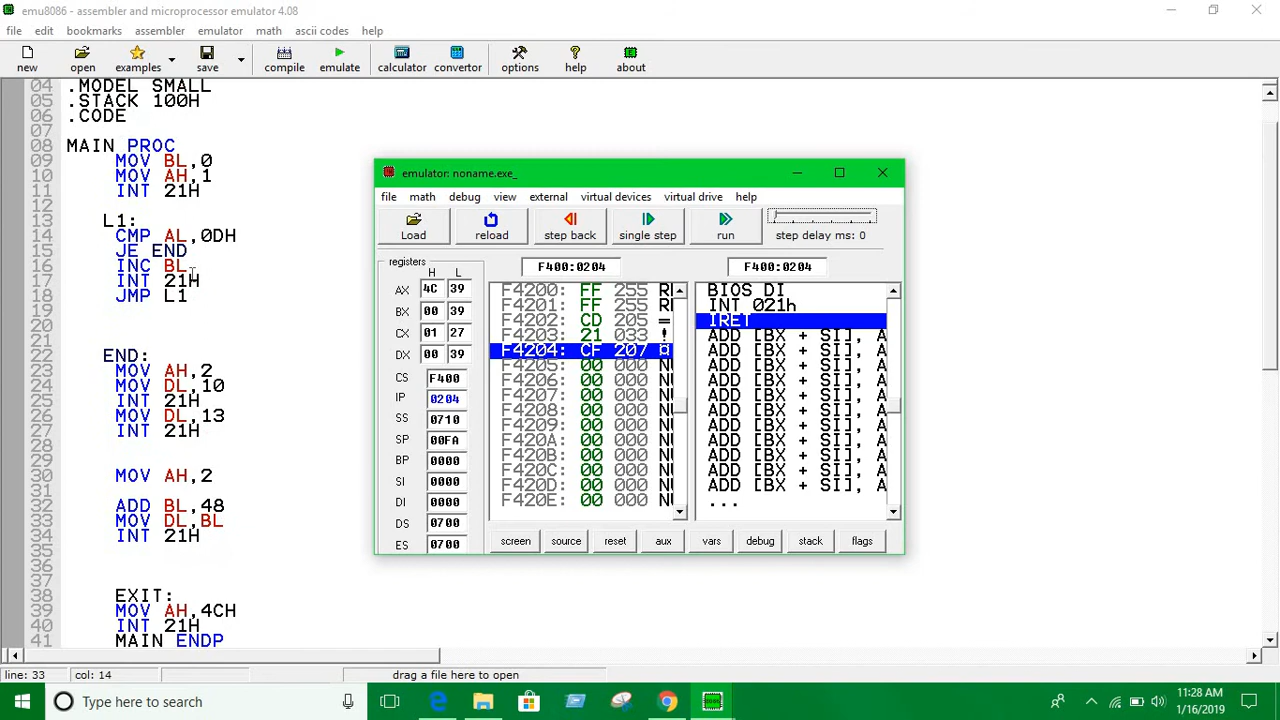 emu8086 - assembler and microprocessor emulator 4.08
file edit bookmarks assembler emulator math ascii codes help
new open examples save compile emulate calculator convertor options help about
04 .MODEL SMALL
05 .STACK 100H
06 .CODE
07
08 MAIN PROC
09 MOV BL,0
10 MOV AH,1
11 INT 21H
12
13 L1:
14 CMP AL,0DH
15 JE END
16 INC BL
17 INT 21H
18 JMP L1
19
20
21
22 END:
23 MOV AH,2
24 MOV DL,10
25 INT 21H
26 MOV DL,13
27 INT 21H
28
29
30 MOV AH,2
31
32 ADD BL,48
33 MOV DL,BL
34 INT 21H
35
36
37
38 EXIT:
39 MOV AH,4CH
40 INT 21H
41 MAIN ENDP
emulator: noname.exe_
file math debug view external virtual devices virtual drive help
Load reload step back single step run step delay ms: 0
registers F400:0204 F400:0204
H L
AX 4C 39
BX 00 39
CX 01 27
DX 00 39
CS F400
IP 0204
SS 0710
SP 00FA
BP 0000
SI 0000
DI 0000
DS 0700
ES 0700
F4200: FF 255 RE
F4201: FF 255 RE
F4202: CD 205 =
F4203: 21 033 !
F4204: CF 207 ¤
F4205: 00 000 NU
F4206: 00 000 NU
F4207: 00 000 NU
F4208: 00 000 NU
F4209: 00 000 NU
F420A: 00 000 NU
F420B: 00 000 NU
F420C: 00 000 NU
F420D: 00 000 NU
F420E: 00 000 NU
BIOS DI
INT 021h
IRET
ADD [BX + SI], A
ADD [BX + SI], A
ADD [BX + SI], A
ADD [BX + SI], A
ADD [BX + SI], A
ADD [BX + SI], A
ADD [BX + SI], A
ADD [BX + SI], A
ADD [BX + SI], A
ADD [BX + SI], A
ADD [BX + SI], A
...
screen source reset aux vars debug stack flags
line: 33 col: 14 drag a file here to open
Type here to search
11:28 AM
1/16/2019